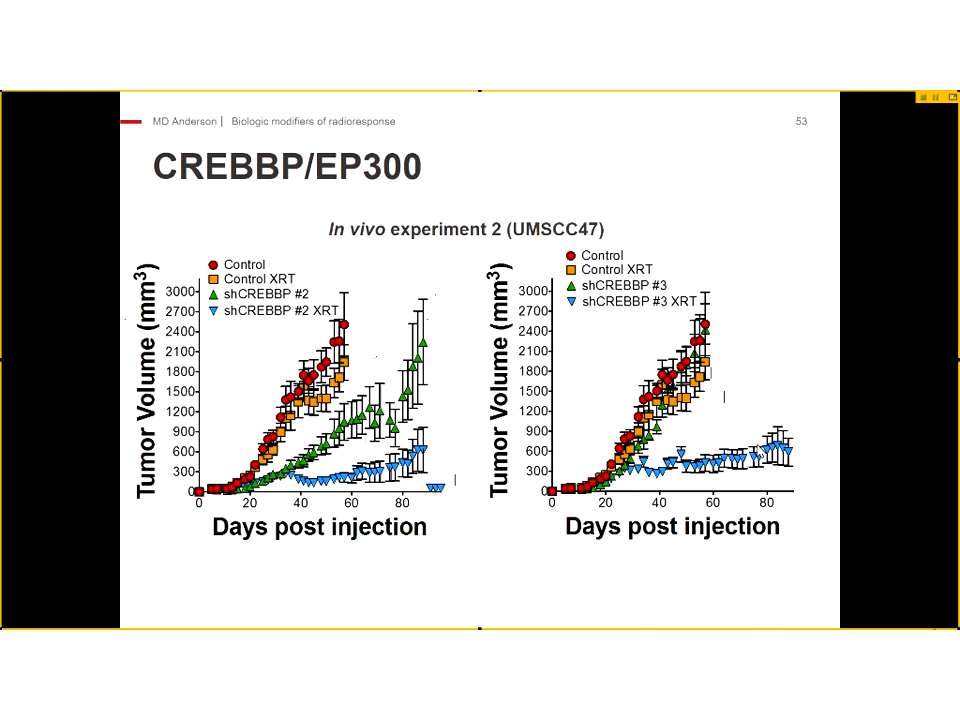 MD Anderson | Biologic modifiers of radioresponse 53
CREBBP/EP300
In vivo experiment 2 (UMSCC47)
Control
Control XRT
shCREBBP #2
shCREBBP #2 XRT
Tumor Volume (mm3)
3000
2700
2400
2100
1800
1500
1200
900
600
300
0
0 20 40 60 80
Days post injection
Control
Control XRT
shCREBBP #3
shCREBBP #3 XRT
Tumor Volume (mm3)
3000
2700
2400
2100
1800
1500
1200
900
600
300
0
0 20 40 60 80
Days post injection